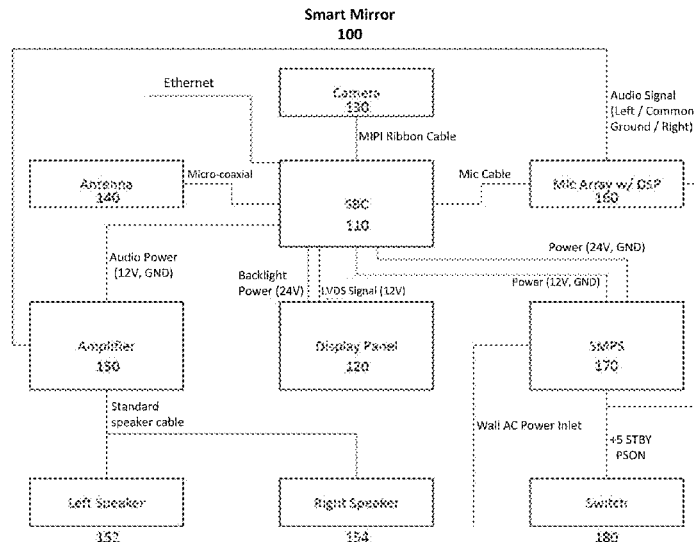 Smart Mirror
100
Ethernet
Camera
130
Audio Signal
(Left / Common
Ground / Right)
MIPI Ribbon Cable
Antenna
140
Micro-coaxial
SBC
110
Mic Cable
Mic Array w/ DSP
160
Audio Power
(12V, GND)
Backlight
Power (24V)
LVDS Signal (12V)
Power (24V, GND)
Power (12V, GND)
Amplifier
150
Display Panel
120
SMPS
170
Standard
speaker cable
Wall AC Power Inlet
+5 STBY
PSON
Left Speaker
152
Right Speaker
154
Switch
180